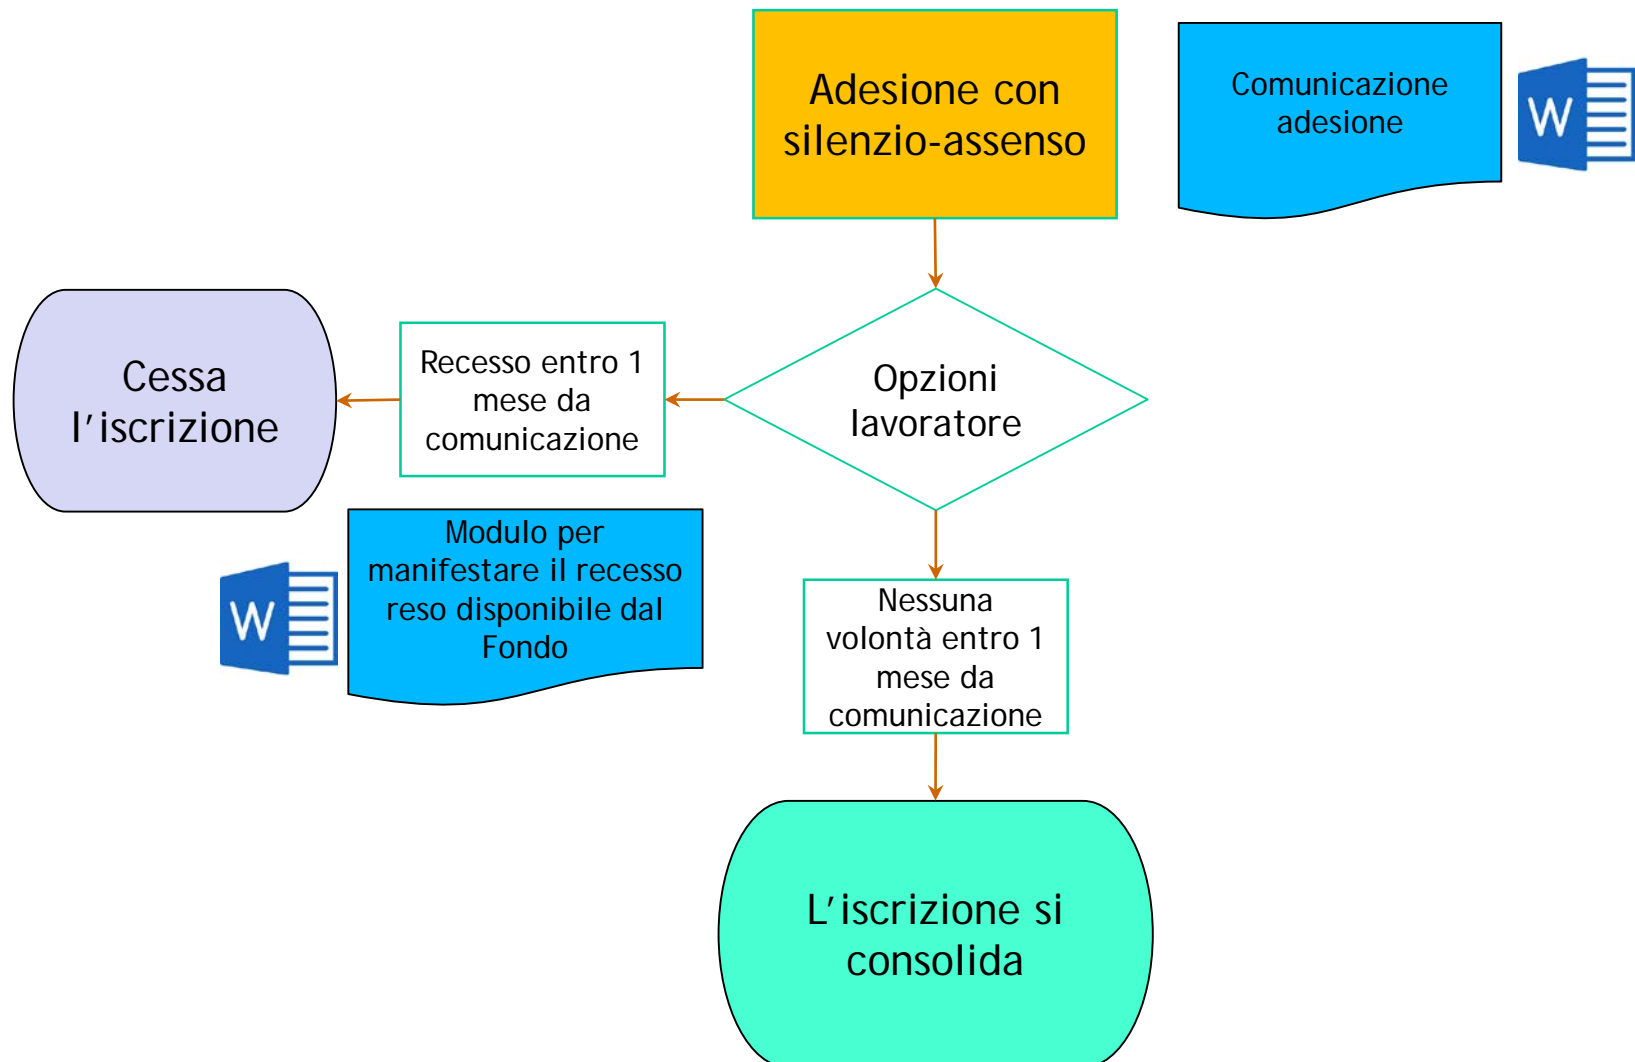 Adesione con
silenzio-assenso
Comunicazione
adesione
W
Cessa
l'iscrizione
Recesso entro 1
mese da
comunicazione
Opzioni
lavoratore
W
Modulo per
manifestare il recesso
reso disponibile dal
Fondo
Nessuna
volontà entro 1
mese da
comunicazione
L'iscrizione si
consolida